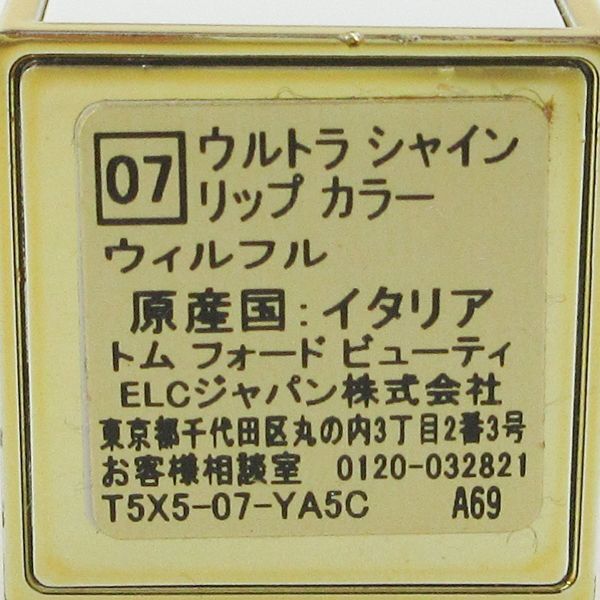 07 ウルトラ シャイン
リップ カラー
ウィルフル
原産国:イタリア
トム フォード ビューティ
ELCジャパン株式会社
東京都千代田区丸の内3丁目2番3号
お客様相談室 0120-032821
T5X5-07-YA5C A69